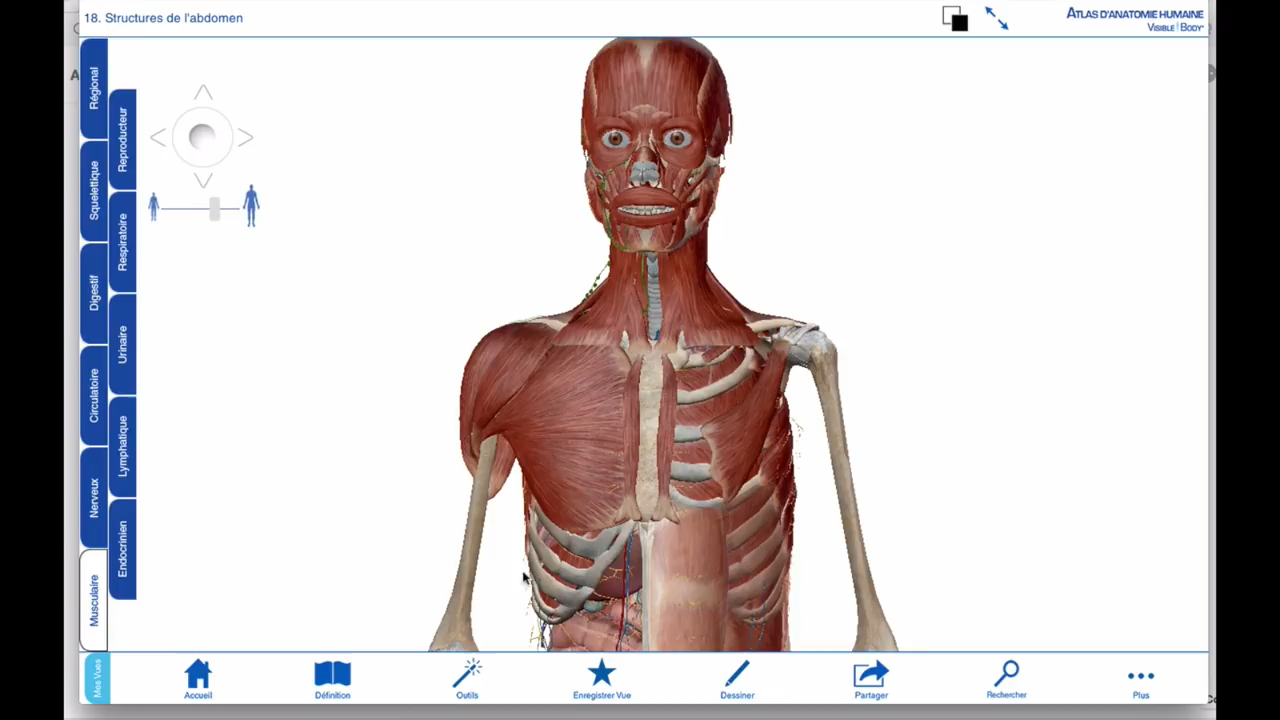 18. Structures de l'abdomen
ATLAS D'ANATOMIE HUMAINE
VISIBLE BODY
Régional
Squelettique
Digestif
Circulatoire
Nerveux
Musculaire
Mes Vues
Reproducteur
Respiratoire
Urinaire
Lymphatique
Endocrinien
Accueil
Définition
Outils
Enregistrer Vue
Dessiner
Partager
Rechercher
Plus